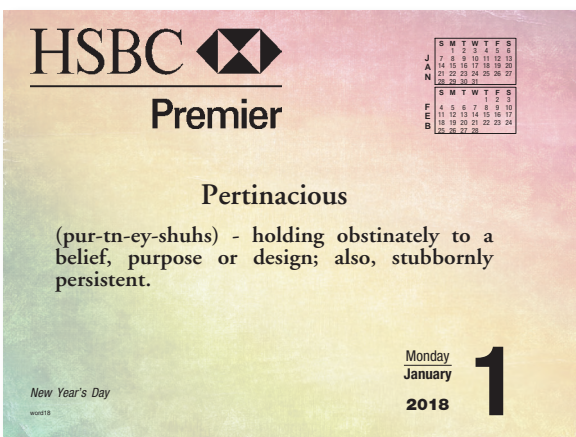 HSBC
Premier
JAN
S M T W T F S
1 2 3 4 5 6
7 8 9 10 11 12 13
14 15 16 17 18 19 20
21 22 23 24 25 26 27
28 29 30 31
FEB
S M T W T F S
1 2 3
4 5 6 7 8 9 10
11 12 13 14 15 16 17
18 19 20 21 22 23 24
25 26 27 28
Pertinacious
(pur-tn-ey-shuhs) - holding obstinately to a
belief, purpose or design; also, stubbornly
persistent.
Monday
January
2018
1
New Year's Day
word18